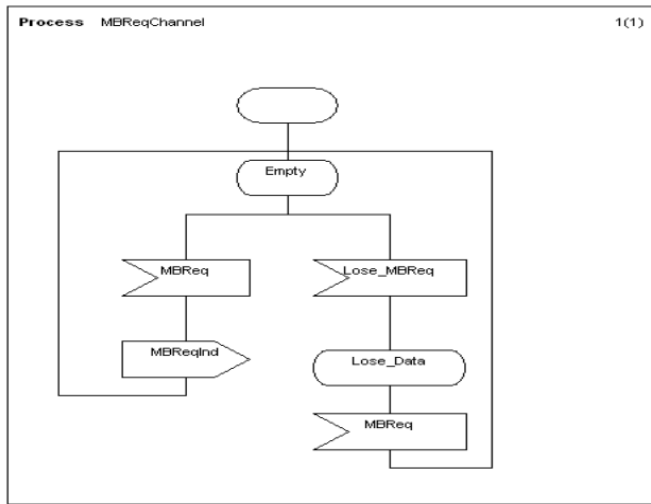 Process MBReqChannel 1(1)
Empty
MBReq Lose_MBReq
MBReqInd Lose_Data
MBReq